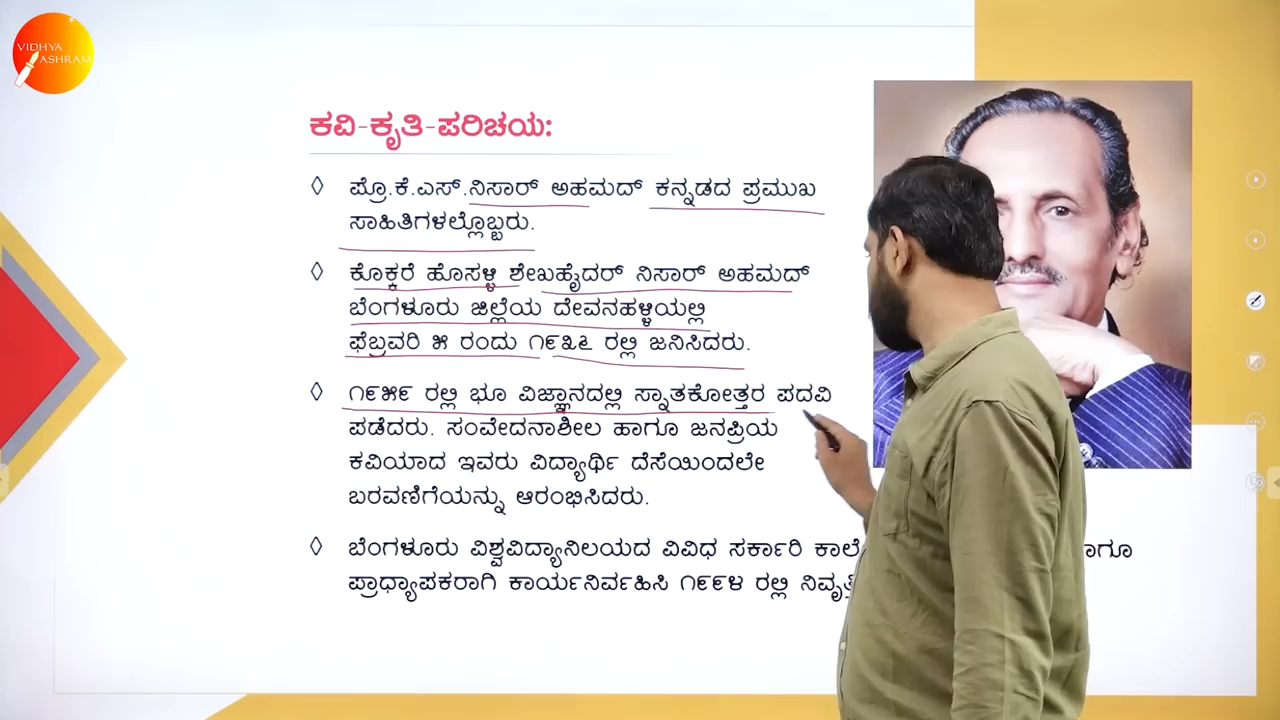 VIDHYA
ASHRAM
ಕವಿ-ಕೃತಿ-ಪರಿಚಯ:
ಪ್ರೊ.ಕೆ.ಎಸ್.ನಿಸಾರ್ ಅಹಮದ್ ಕನ್ನಡದ ಪ್ರಮುಖ
ಸಾಹಿತಿಗಳಲ್ಲೊಬ್ಬರು.
ಕೊಕ್ಕರೆ ಹೊಸಳ್ಳಿ ಶೇಖಹೈದರ್ ನಿಸಾರ್ ಅಹಮದ್
ಬೆಂಗಳೂರು ಜಿಲ್ಲೆಯ ದೇವನಹಳ್ಳಿಯಲ್ಲಿ
ಫೆಬ್ರವರಿ ೫ ರಂದು ೧೯೩೬ ರಲ್ಲಿ ಜನಿಸಿದರು.
೧೯೫೯ ರಲ್ಲಿ ಭೂ ವಿಜ್ಞಾನದಲ್ಲಿ ಸ್ನಾತಕೋತ್ತರ ಪದವಿ
ಪಡೆದರು. ಸಂವೇದನಾಶೀಲ ಹಾಗೂ ಜನಪ್ರಿಯ
ಕವಿಯಾದ ಇವರು ವಿದ್ಯಾರ್ಥಿ ದೆಸೆಯಿಂದಲೇ
ಬರವಣಿಗೆಯನ್ನು ಆರಂಭಿಸಿದರು.
ಬೆಂಗಳೂರು ವಿಶ್ವವಿದ್ಯಾನಿಲಯದ ವಿವಿಧ ಸರ್ಕಾರಿ
ಪ್ರಾಧ್ಯಾಪಕರಾಗಿ ಕಾರ್ಯನಿರ್ವಹಿಸಿ ೧೯೯೪ ರಲ್ಲಿ